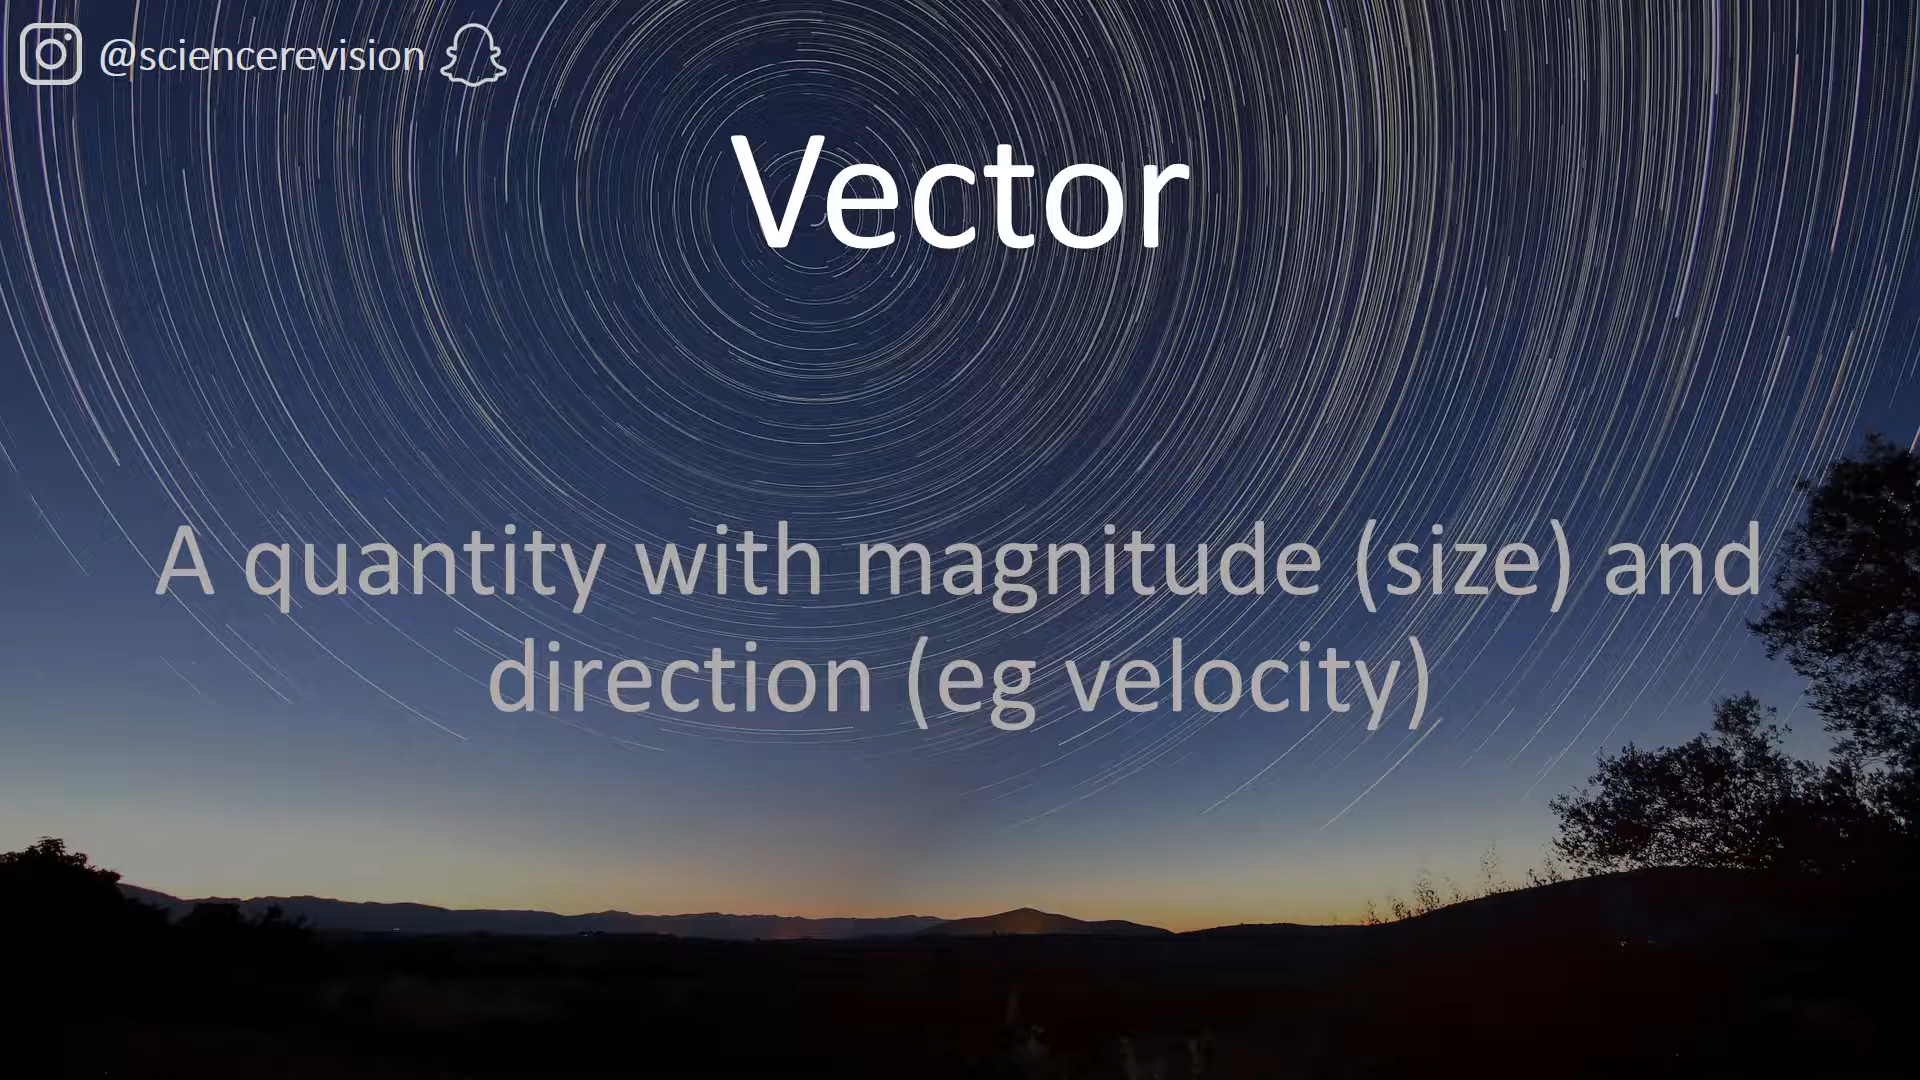 @sciencerevision
Vector
A quantity with magnitude (size) and
direction (eg velocity)